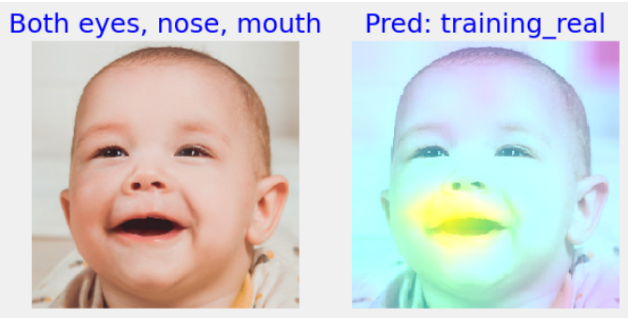 Both eyes, nose, mouth
Pred: training_real